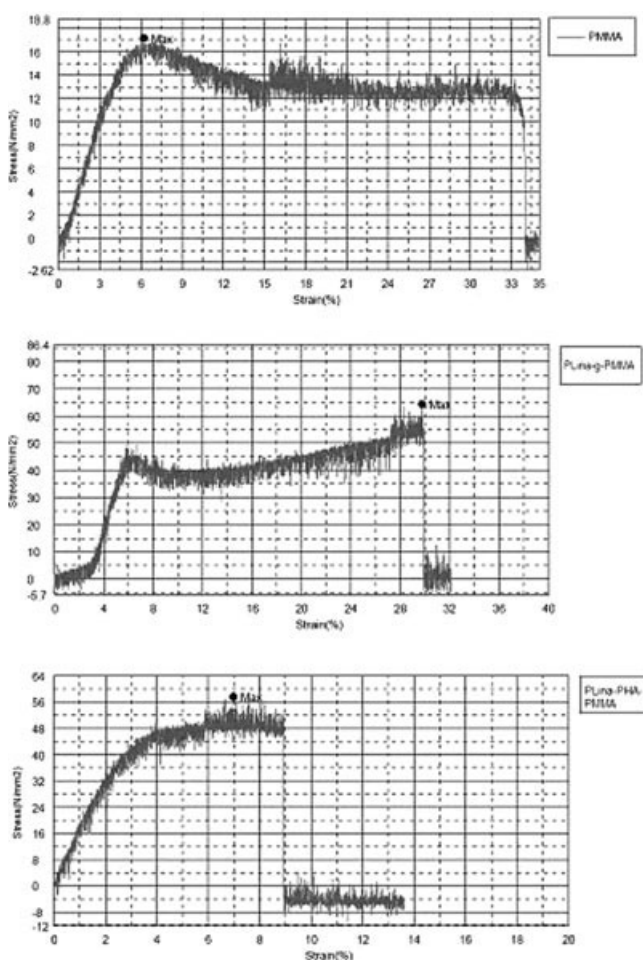 18.8
16
14
12
10
8
6
4
2
0
-2.62
Stress(N/mm2)
Max
0 3 6 9 12 15 18 21 24 27 30 33 35
Strain(%)
PMMA
86.4
80
70
60
50
40
30
20
10
0
-5.7
Stress(N/mm2)
Max
0 4 8 12 16 20 24 28 32 36 40
Strain(%)
PLina-g-PMMA
64
56
48
40
32
24
16
8
0
-8
-12
Stress(N/mm2)
Max
0 2 4 6 8 10 12 14 16 18 20
Strain(%)
PLina-PHA-
PMMA